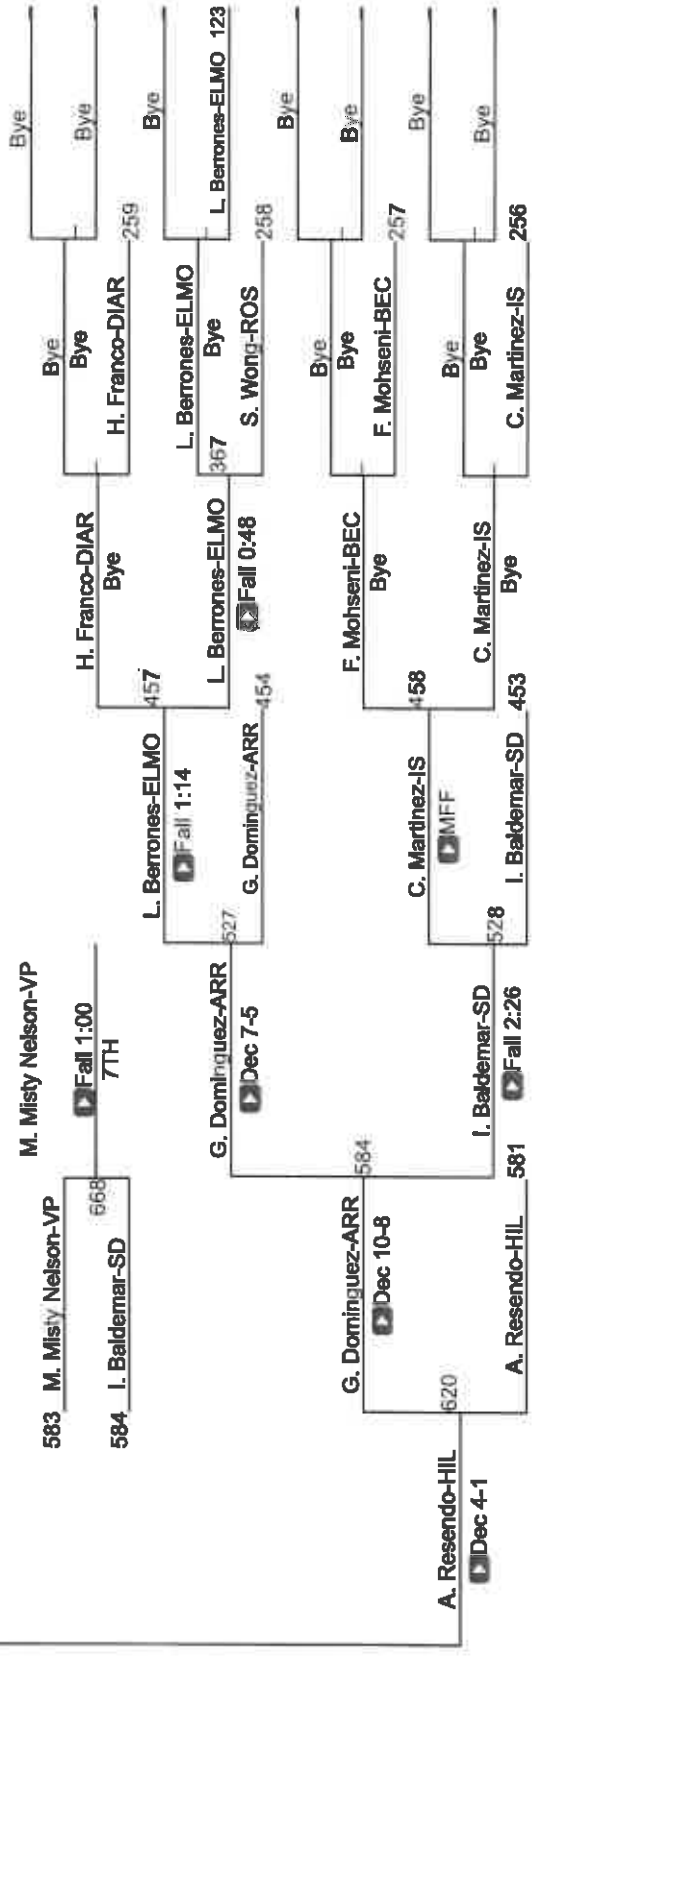 Bye
M. Misty Nelson-VP
583 M. Misty Nelson-VP
Bye
Bye
Fall 1:00
H. Franco-DIAR
Bye
668
7TH
Bye
584 I. Baldemar-SD
H. Franco-DIAR
259
L. Berrones-ELMO
457
Bye
Fall 1:14
L. Berrones-ELMO
G. Dominguez-ARR
L. Berrones-ELMO
367
Bye
L. Berrones-ELMO 123
527
Dec 7-5
G. Dominguez-ARR
454
Fall 0:48
S. Wong-ROS
258
Bye
Bye
G. Dominguez-ARR
584
F. Mohseni-BEC
Bye
Bye
Dec 10-8
Bye
F. Mohseni-BEC
257
C. Martinez-IS
458
Bye
A. Resendo-HIL
620
MFF
Bye
Dec 4-1
I. Baldemar-SD
528
C. Martinez-IS
Bye
Bye
A. Resendo-HIL
581
Fall 2:26
I. Baldemar-SD
453
Bye
C. Martinez-IS
256